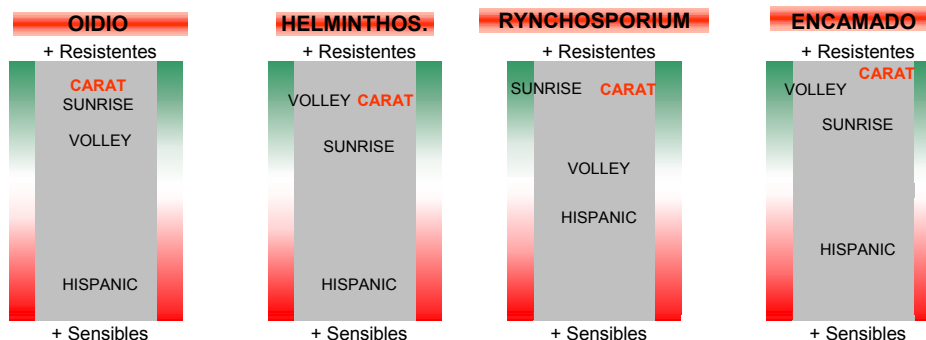 OIDIO
+ Resistentes
CARAT
SUNRISE
VOLLEY
HISPANIC
+ Sensibles
HELMINTHOS.
+ Resistentes
VOLLEY CARAT
SUNRISE
HISPANIC
+ Sensibles
RYNCHOSPORIUM
+ Resistentes
SUNRISE CARAT
VOLLEY
HISPANIC
+ Sensibles
ENCAMADO
+ Resistentes
CARAT
VOLLEY
SUNRISE
HISPANIC
+ Sensibles